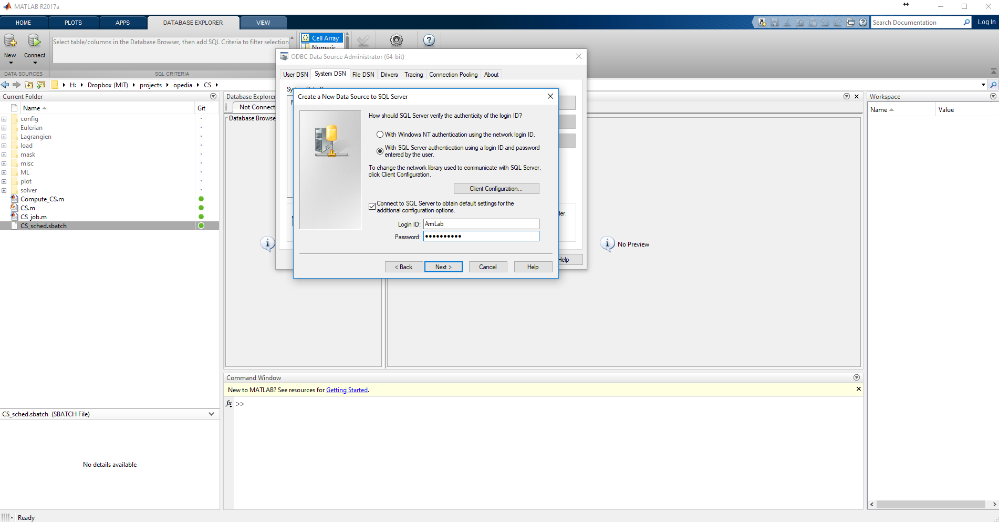 MATLAB R2017a
HOME
PLOTS
APPS
DATABASE EXPLORER
VIEW
Search Documentation
Log In
New
Connect
Select table/columns in the Database Browser, then add SQL Criteria to filter selection
Cell Array
Numeric
DATA SOURCES
SQL CRITERIA
H:
Dropbox (MIT)
projects
opedia
CS
ODBC Data Source Administrator (64-bit)
User DSN
System DSN
File DSN
Drivers
Tracing
Connection Pooling
About
Current Folder
Name
Git
config
Eulerian
Lagrangien
load
mask
misc
ML
plot
solver
Compute_CS.m
CS.m
CS_job.m
CS_sched.sbatch
Database Explorer
Not Connect
Database Browse
Create a New Data Source to SQL Server
How should SQL Server verify the authenticity of the login ID?
With Windows NT authentication using the network login ID.
With SQL Server authentication using a login ID and password
entered by the user.
To change the network library used to communicate with SQL Server,
click Client Configuration.
Client Configuration...
Connect to SQL Server to obtain default settings for the
additional configuration options.
Login ID:
ArmLab
Password:
●●●●●●●●●●
< Back
Next >
Cancel
Help
der.
Help
No Preview
Workspace
Name
Value
Command Window
New to MATLAB? See resources for Getting Started.
fx >>
CS_sched.sbatch (SBATCH File)
No details available
Ready